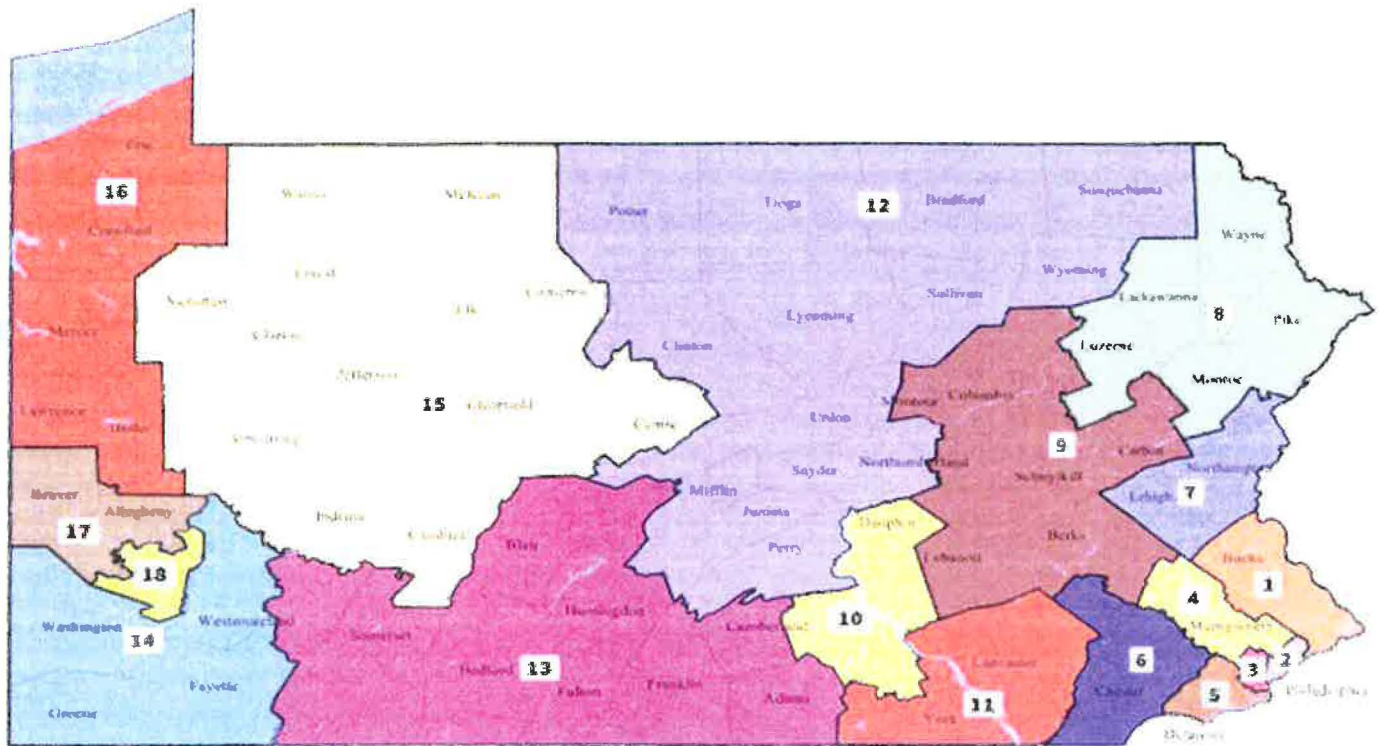 Erie
16
Warren
McKean
Potter
Tioga
12
Bradford
Susquehanna
Crawford
Wayne
Forest
Wyoming
Venango
Cameron
Sullivan
Lackawanna
Elk
8
Pike
Mercer
Clarion
Lycoming
Clinton
Luzerne
Jefferson
Monroe
15
Clearfield
Montour
Columbia
Lawrence
Butler
Union
Armstrong
Centre
9
Carbon
Snyder
Northumberland
Schuylkill
Northampton
Beaver
Mifflin
Lehigh
7
Allegheny
Juniata
17
Indiana
Dauphin
Cambria
Blair
Perry
Lebanon
Berks
Bucks
18
1
4
Huntingdon
Montgomery
Washington
14
Westmoreland
Somerset
Cumberland
10
Bedford
13
Lancaster
6
3
2
Fayette
Fulton
Franklin
Adams
Chester
5
Philadelphia
Greene
York
11
Delaware